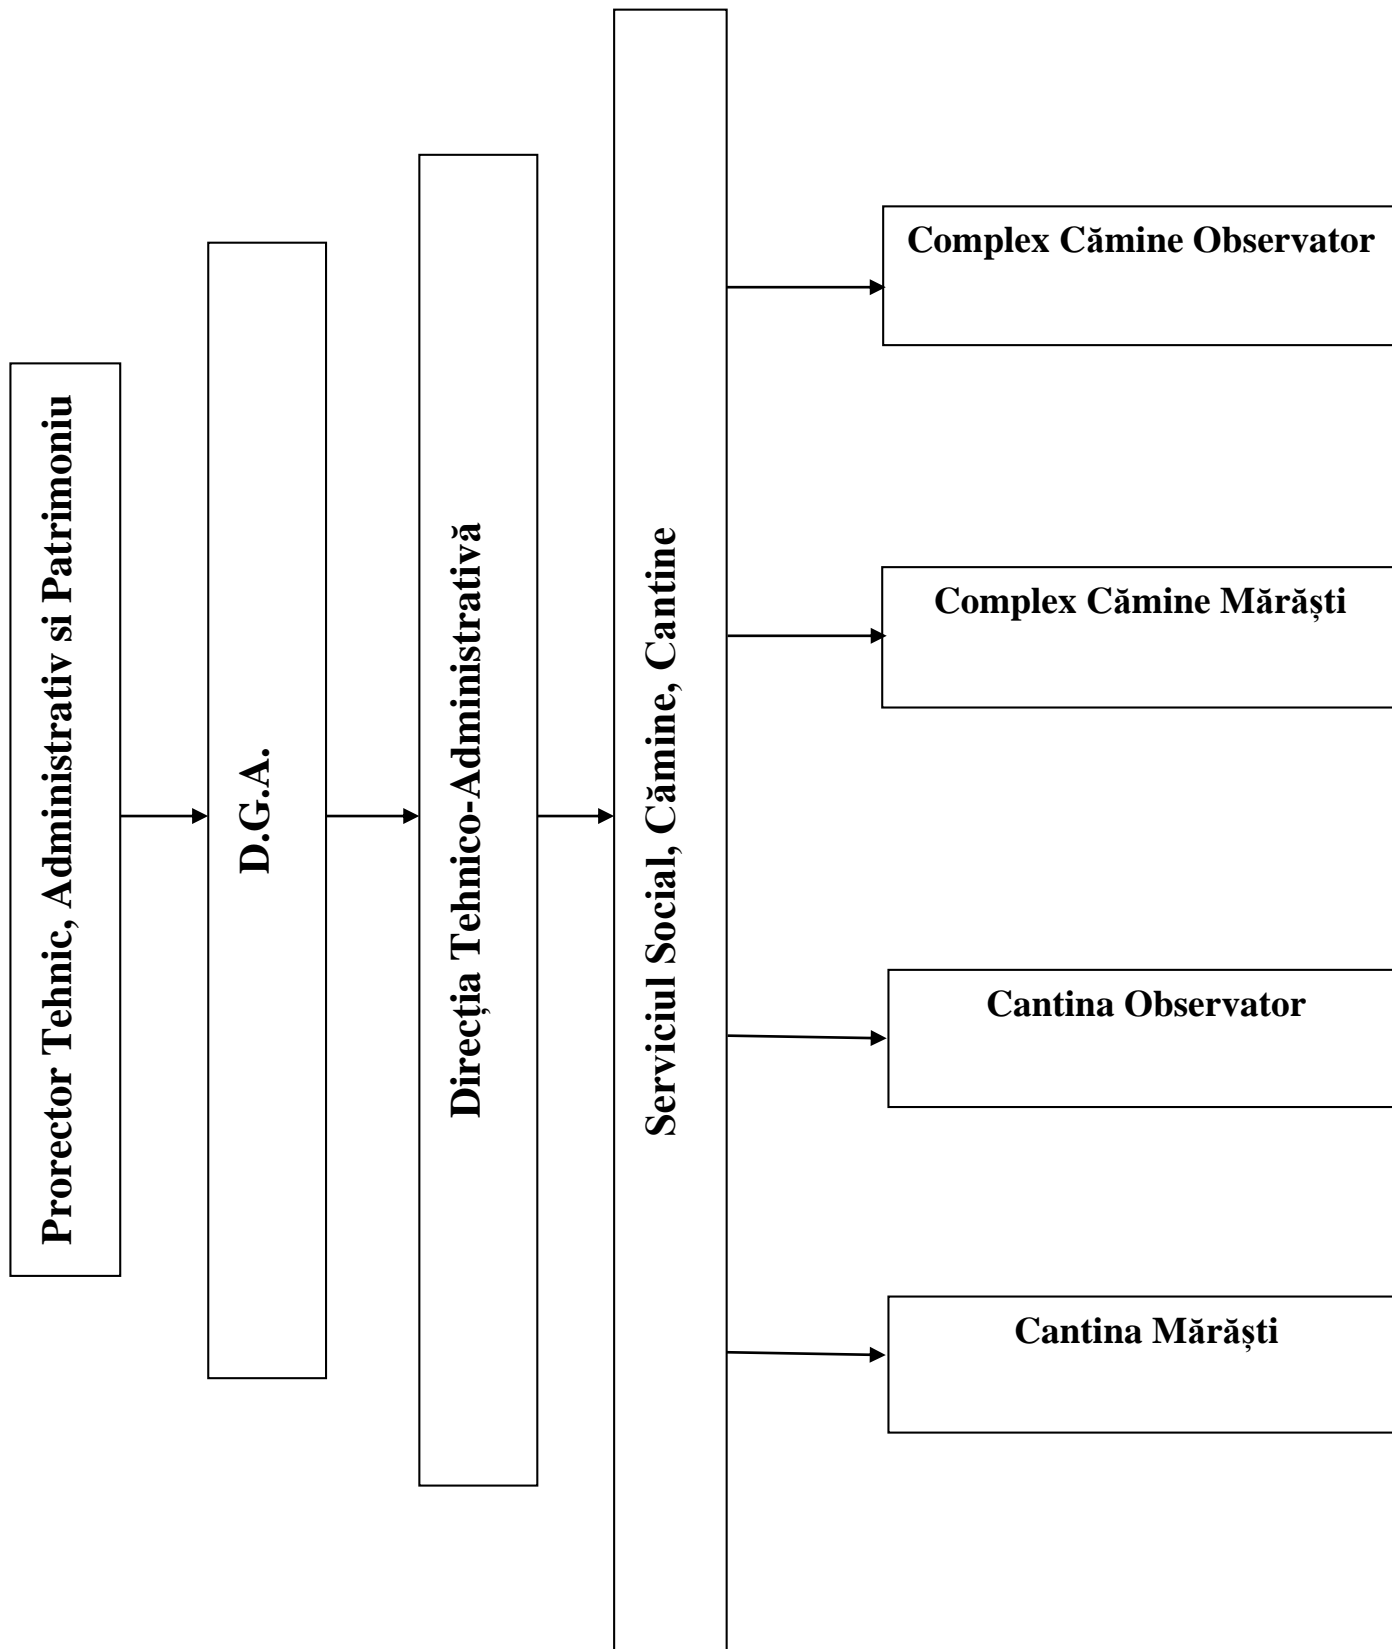 Prorector Tehnic, Administrativ si Patrimoniu
D.G.A.
Direcția Tehnico-Administrativă
Serviciul Social, Cămine, Cantine
Complex Cămine Observator
Complex Cămine Mărăști
Cantina Observator
Cantina Mărăști